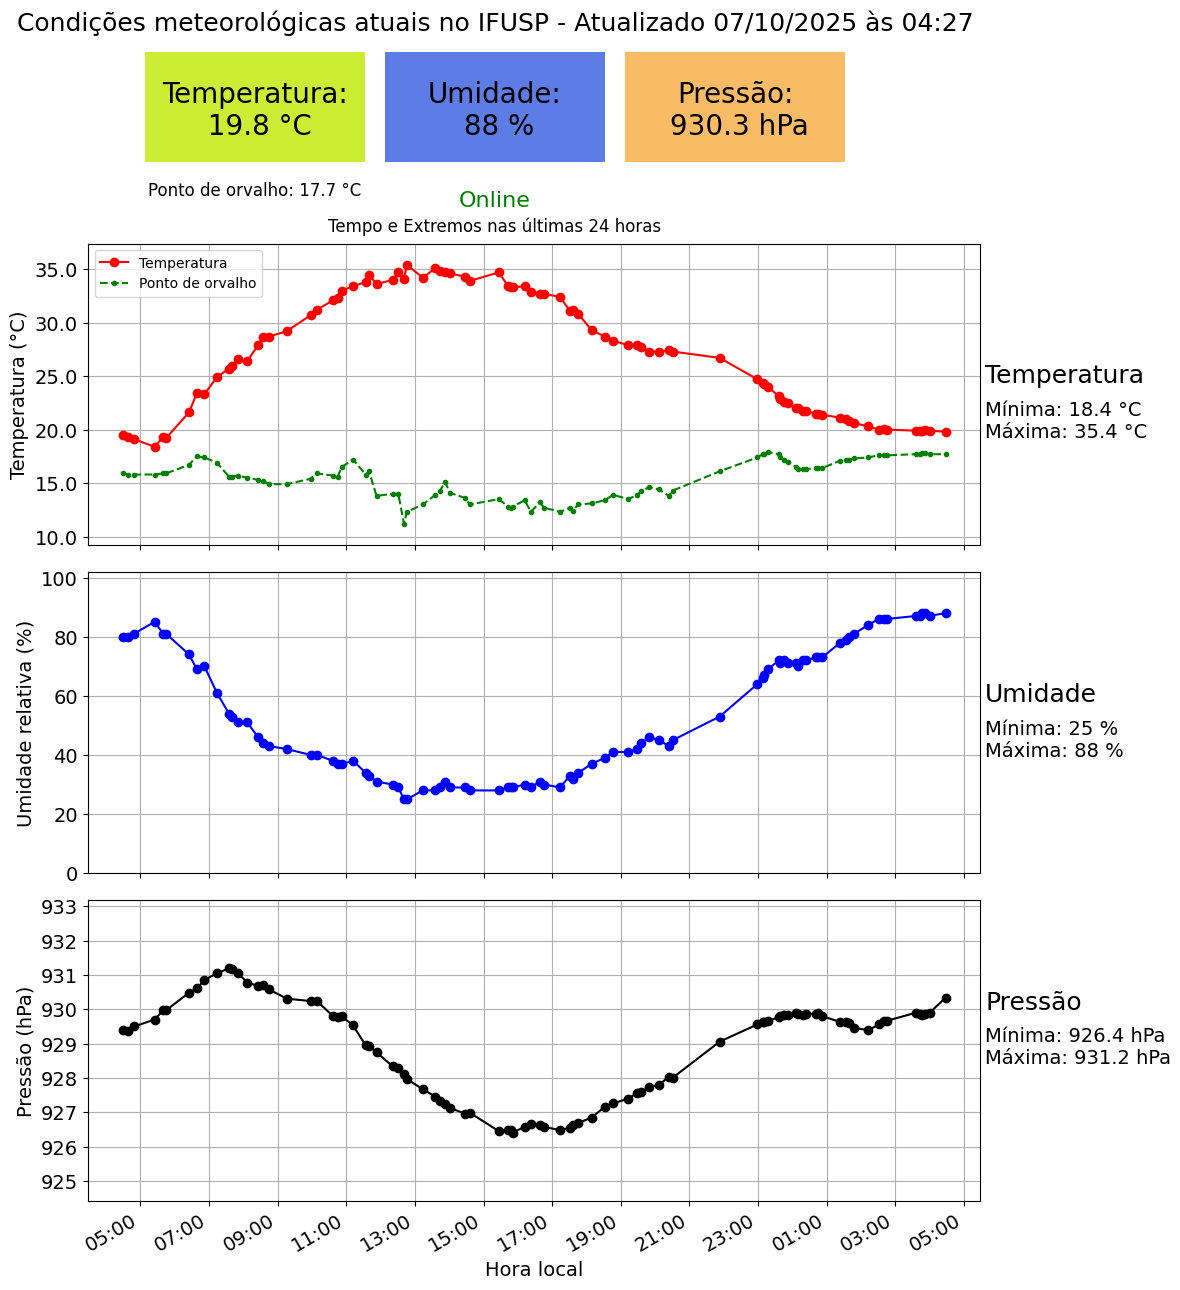 Condições meteorológicas atuais no IFUSP - Atualizado 07/10/2025 às 04:27
Temperatura:
19.8 °C
Umidade:
88 %
Pressão:
930.3 hPa
Ponto de orvalho: 17.7 °C
Online
Tempo e Extremos nas últimas 24 horas
Temperatura
Ponto de orvalho
Temperatura (°C)
35.0
30.0
25.0
20.0
15.0
10.0
Temperatura
Mínima: 18.4 °C
Máxima: 35.4 °C
Umidade relativa (%)
100
80
60
40
20
0
Umidade
Mínima: 25 %
Máxima: 88 %
Pressão (hPa)
933
932
931
930
929
928
927
926
925
Pressão
Mínima: 926.4 hPa
Máxima: 931.2 hPa
05:00
07:00
09:00
11:00
13:00
15:00
17:00
19:00
21:00
23:00
01:00
03:00
05:00
Hora local